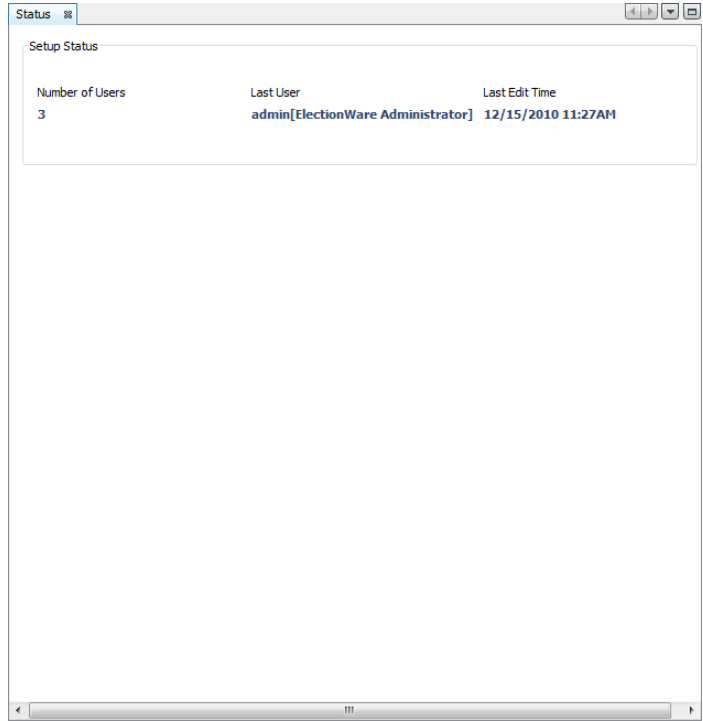 Status
Setup Status
Number of Users Last User Last Edit Time
3 admin[ElectionWare Administrator] 12/15/2010 11:27AM